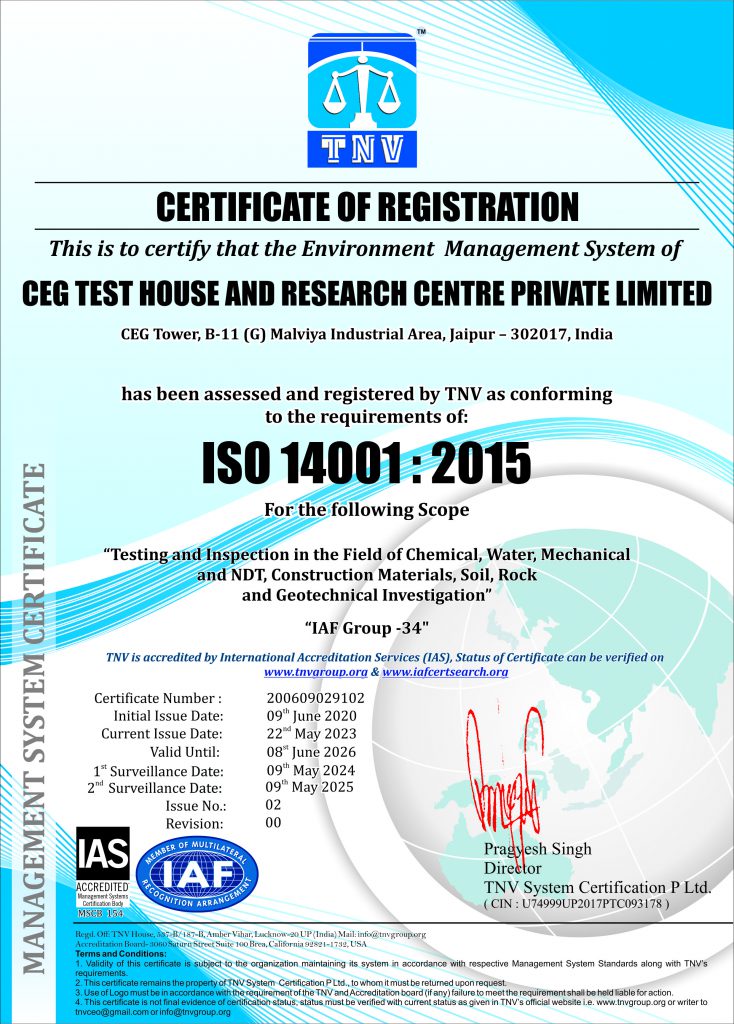 TM
TNV
CERTIFICATE OF REGISTRATION
This is to certify that the Environment Management System of
CEG TEST HOUSE AND RESEARCH CENTRE PRIVATE LIMITED
CEG Tower, B-11 (G) Malviya Industrial Area, Jaipur – 302017, India
has been assessed and registered by TNV as conforming
to the requirements of:
ISO 14001 : 2015
For the following Scope
“Testing and Inspection in the Field of Chemical, Water, Mechanical
and NDT, Construction Materials, Soil, Rock
and Geotechnical Investigation”
“IAF Group -34"
TNV is accredited by International Accreditation Services (IAS), Status of Certificate can be verified on
www.tnvgroup.org & www.iafcertsearch.org
Certificate Number : 200609029102
Initial Issue Date: 09th June 2020
Current Issue Date: 22nd May 2023
Valid Until: 08st June 2026
1st Surveillance Date: 09th May 2024
2nd Surveillance Date: 09th May 2025
Issue No.: 02
Revision: 00
MANAGEMENT SYSTEM CERTIFICATE
IAS
ACCREDITED
Management Systems
Certification Body
MSCB 154
MEMBER OF MULTILATERAL
IAF
RECOGNITION ARRANGEMENT
Pragyesh Singh
Director
TNV System Certification P Ltd.
( CIN : U74999UP2017PTC093178 )
Regd. Off: TNV House, 537-B/187-B, Amber Vihar, Lucknow-20 UP (India) Mail: info@tnvgroup.org
Accreditation Board- 3060 Saturn Street Suite 100 Brea, California 92821-1732, USA
Terms and Conditions:
1. Validity of this certificate is subject to the organization maintaining its system in accordance with respective Management System Standards along with TNV's
requirements.
2. This certificate remains the property of TNV System Certification P Ltd., to whom it must be returned upon request.
3. Use of Logo must be in accordance with the requirement of the TNV and Accreditation board (if any) failure to meet the requirement shall be held liable for action.
4. This certificate is not final evidence of certification status, status must be verified with current status as given in TNV's official website i.e. www.tnvgroup.org or writer to
tnvceo@gmail.com or info@tnvgroup.org